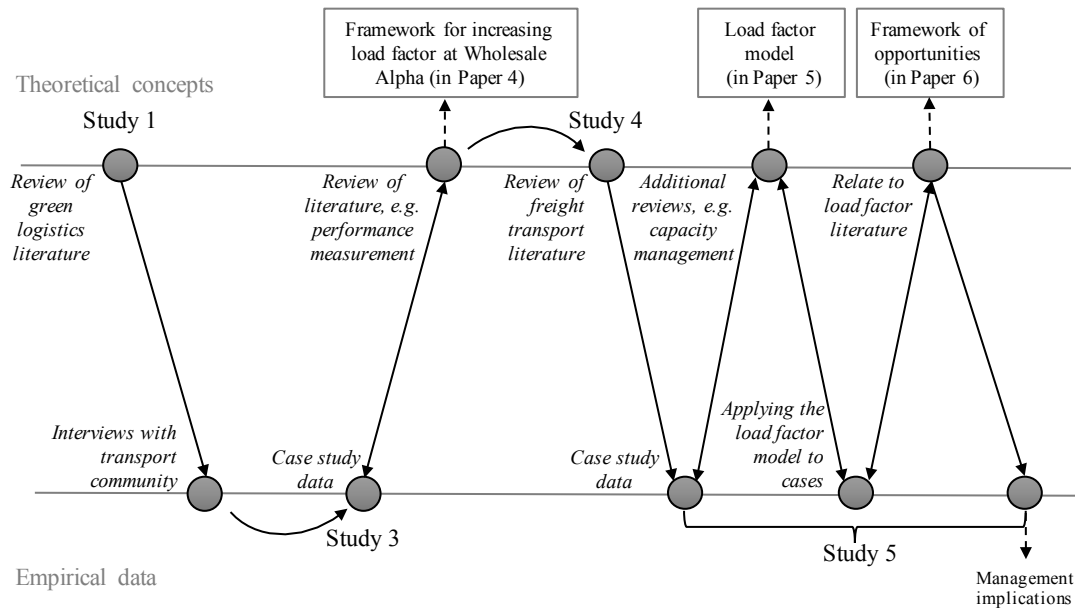 Framework for increasing
load factor at Wholesale
Alpha (in Paper 4)
Load factor
model
(in Paper 5)
Framework of
opportunities
(in Paper 6)
Theoretical concepts
Study 1
Study 4
Review of
green
logistics
literature
Review of
literature, e.g.
performance
measurement
Review of
freight
transport
literature
Additional
reviews, e.g.
capacity
management
Relate to
load factor
literature
Interviews with
transport
community
Case study
data
Case study
data
Applying the
load factor
model to
cases
Study 3
Study 5
Empirical data
Management
implications